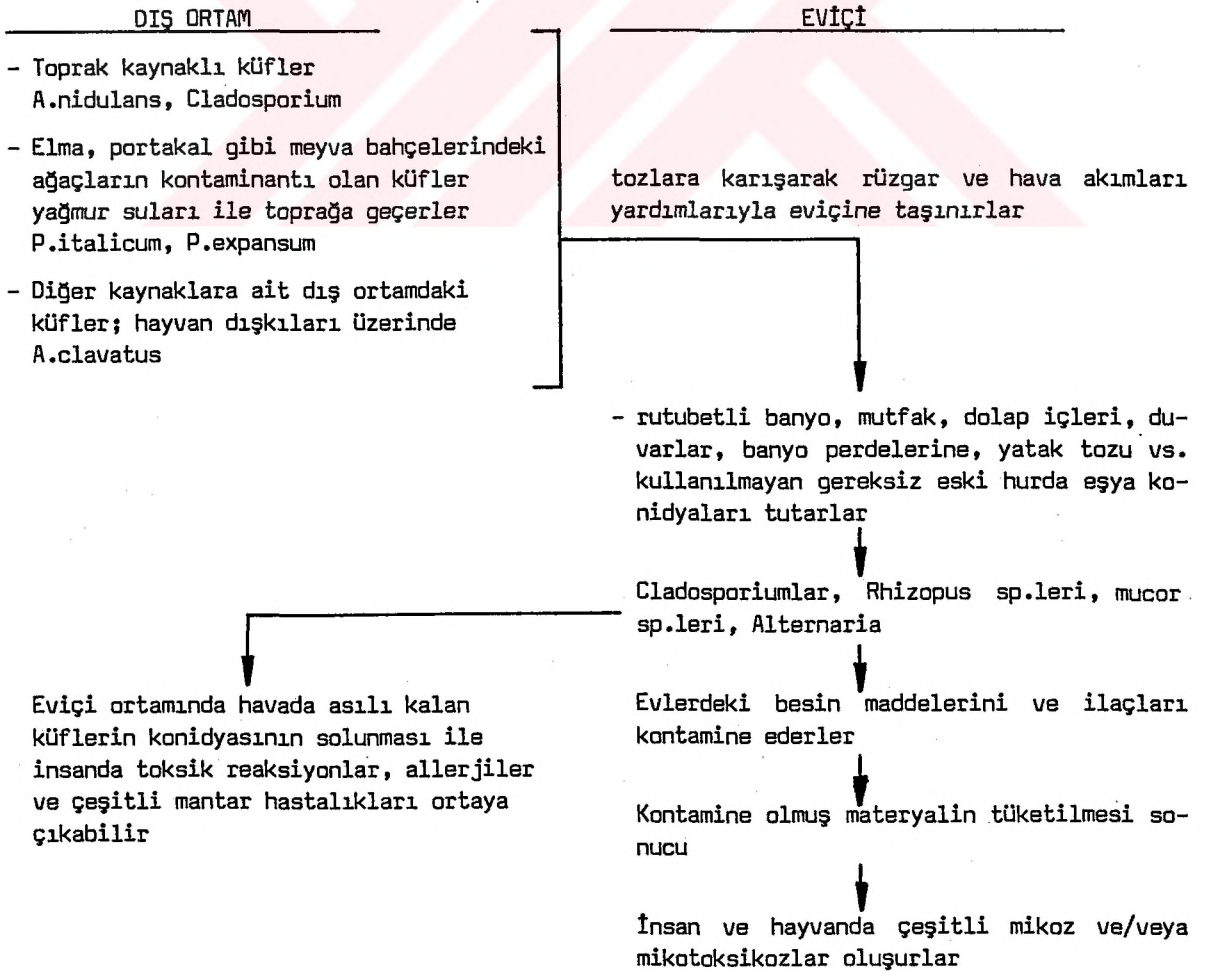 DIŞ ORTAM
- Toprak kaynaklı küfler
A.nidulans, Cladosporium
- Elma, portakal gibi meyva bahçelerindeki
ağaçların kontaminantı olan küfler
yağmur suları ile toprağa geçerler
P.italicum, P.expansum
- Diğer kaynaklara ait dış ortamdaki
küfler; hayvan dışkıları üzerinde
A.clavatus
EVİÇİ
tozlara karışarak rüzgar ve hava akımları
yardımlarıyla eviçine taşınırlar
- rutubetli banyo, mutfak, dolap içleri, du-
varlar, banyo perdelerine, yatak tozu vs.
kullanılmayan gereksiz eski hurda eşya ko-
nidyaları tutarlar
Cladosporiumlar, Rhizopus sp.leri, mucor
sp.leri, Alternaria
Eviçi ortamında havada asılı kalan
küflerin konidyasının solunması ile
insanda toksik reaksiyonlar, allerjiler
ve çeşitli mantar hastalıkları ortaya
çıkabilir
Evlerdeki besin maddelerini ve ilaçları
kontamine ederler
Kontamine olmuş materyalin tüketilmesi so-
nucu
İnsan ve hayvanda çeşitli mikoz ve/veya
mikotoksikozlar oluşurlar